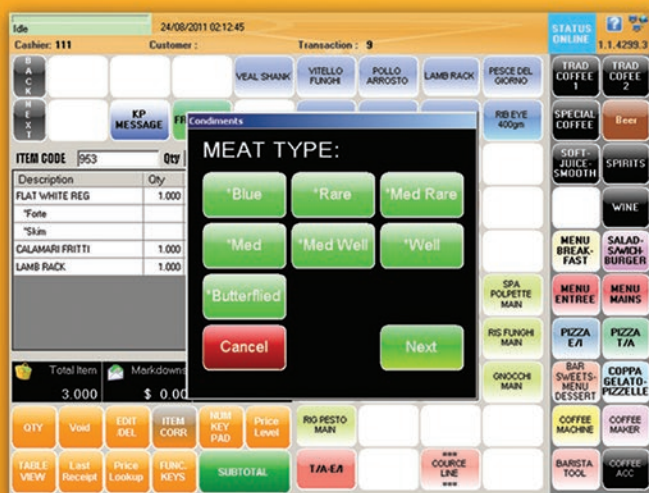 Idle 24/08/2011 02:12:45
STATUS ONLINE
1.1.4299.3
Cashier: 111 Customer : Transaction : 9
BACK
VEAL SHANK
VITELLO FUNGHI
POLLO ARROSTO
LAMB RACK
PESCE DEL GIORNO
TRAD COFFEE 1
TRAD COFEE 2
NEXT
KP MESSAGE
FR
RIB EYE 400gm
SPECIAL COFFEE
Beer
Condiments
MEAT TYPE:
*Blue
*Rare
*Med Rare
*Med
*Med Well
*Well
*Butterflied
Cancel
Next
ITEM CODE 953 Qty
Description Qty
FLAT WHITE REG 1.000
*Forte
*Skim
CALAMARI FRITTI 1.000
LAMB RACK 1.000
SOFT-JUICE-SMOOTH
SPIRITS
WINE
MENU BREAK-FAST
SALAD-S/WICH-BURGER
SPA POLPETTE MAIN
MENU ENTREE
MENU MAINS
RIS FUNGHI MAIN
PIZZA E/I
PIZZA T/A
GNOCCHI MAIN
BAR SWEETS-MENU DESSERT
COPPA GELATO-PIZZELLE
Total Item Markdowns
3.000 $ 0.00
QTY
Void
EDIT /DEL
ITEM CORR
NUM KEY PAD
Price Level
RIG PESTO MAIN
COFFEE MACHINE
COFFEE MAKER
TABLE VIEW
Last Receipt
Price Lookup
FUNC. KEYS
SUBTOTAL
T/A-E/I
*** COURCE LINE ***
BARISTA TOOL
COFFEE ACC